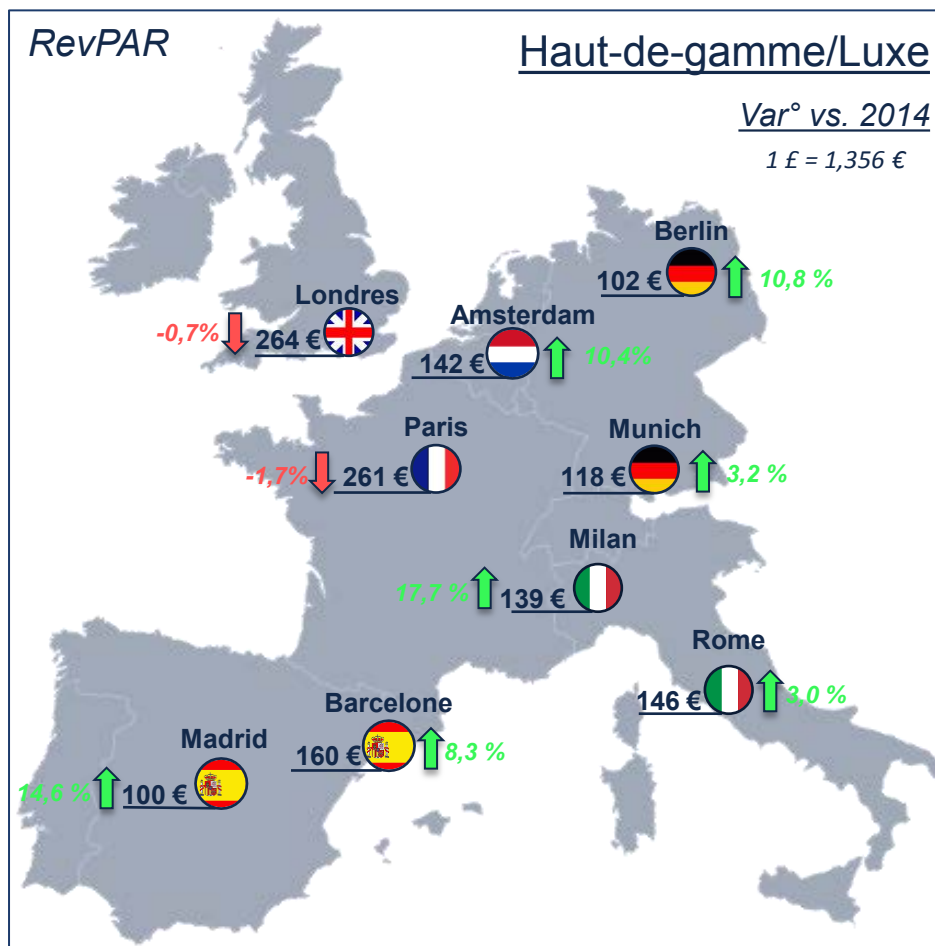 RevPAR
Haut-de-gamme/Luxe
Var° vs. 2014
1 £ = 1,356 €
Berlin
102 €
10,8 %
Londres
-0,7%
264 €
Amsterdam
142 €
10,4%
Paris
-1,7%
261 €
Munich
118 €
3,2 %
Milan
17,7 %
139 €
Rome
146 €
3,0 %
Barcelone
160 €
8,3 %
Madrid
14,6 %
100 €